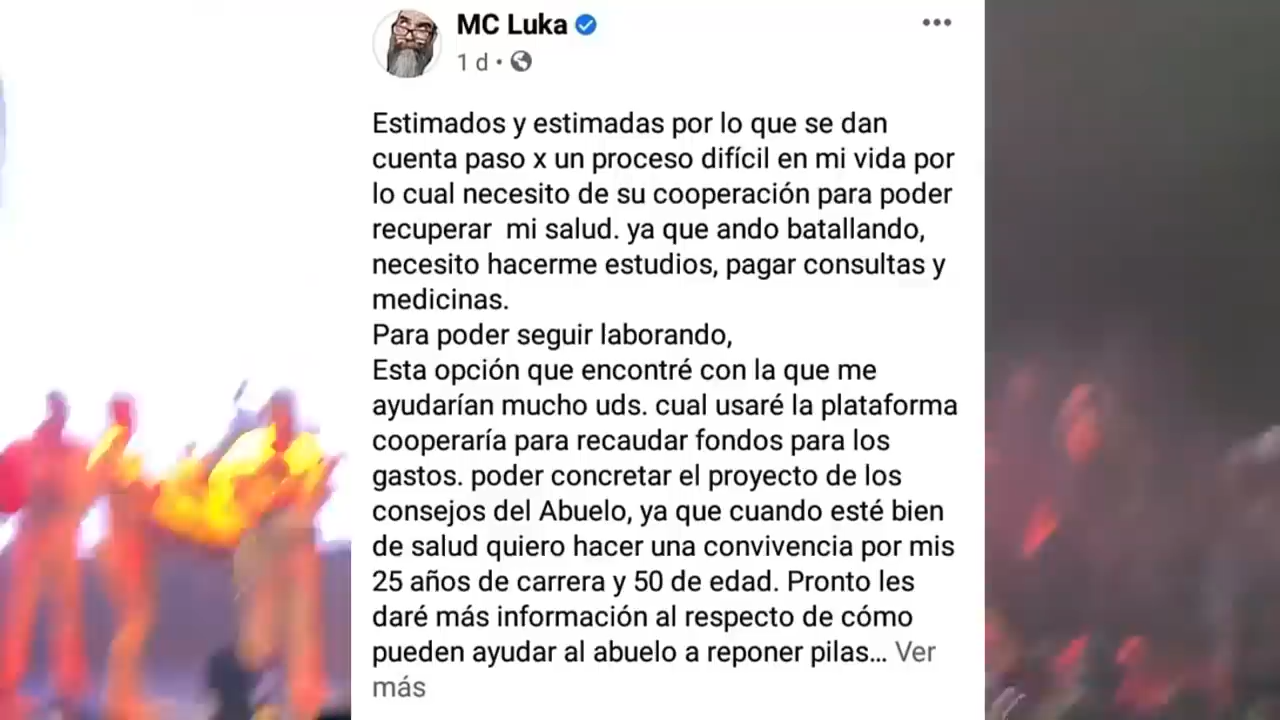 MC Luka
1 d •
Estimados y estimadas por lo que se dan
cuenta paso x un proceso difícil en mi vida por
lo cual necesito de su cooperación para poder
recuperar  mi salud. ya que ando batallando,
necesito hacerme estudios, pagar consultas y
medicinas.
Para poder seguir laborando,
Esta opción que encontré con la que me
ayudarían mucho uds. cual usaré la plataforma
cooperaría para recaudar fondos para los
gastos. poder concretar el proyecto de los
consejos del Abuelo, ya que cuando esté bien
de salud quiero hacer una convivencia por mis
25 años de carrera y 50 de edad. Pronto les
daré más información al respecto de cómo
pueden ayudar al abuelo a reponer pilas... Ver
más